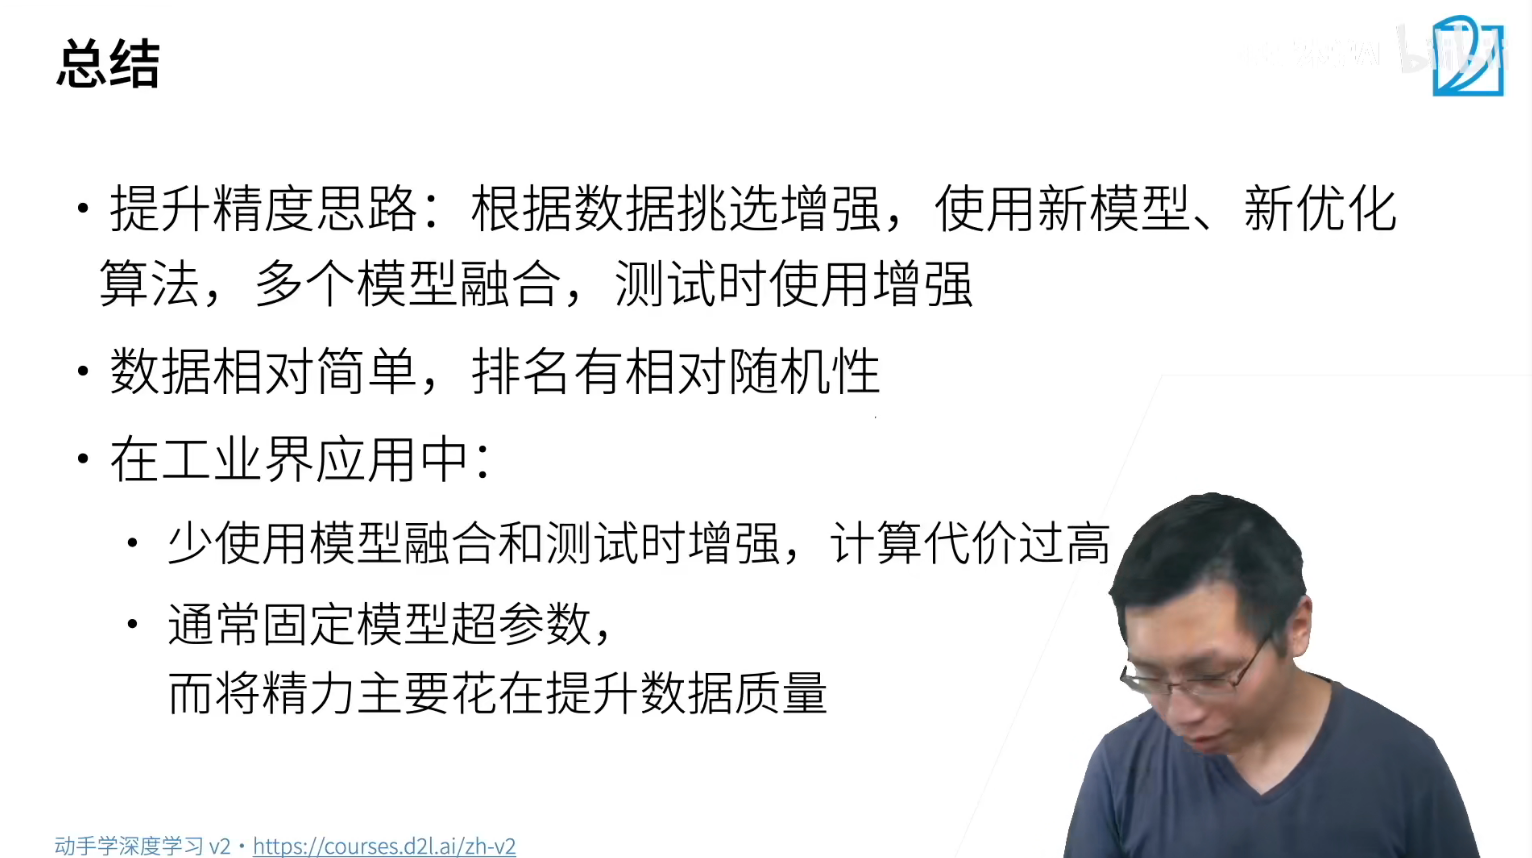 总结
• 提升精度思路：根据数据挑选增强，使用新模型、新优化
算法，多个模型融合，测试时使用增强
• 数据相对简单，排名有相对随机性
• 在工业界应用中：
• 少使用模型融合和测试时增强，计算代价过高
• 通常固定模型超参数，
而将精力主要花在提升数据质量
动手学深度学习 v2 • https://courses.d2l.ai/zh-v2
bilibili